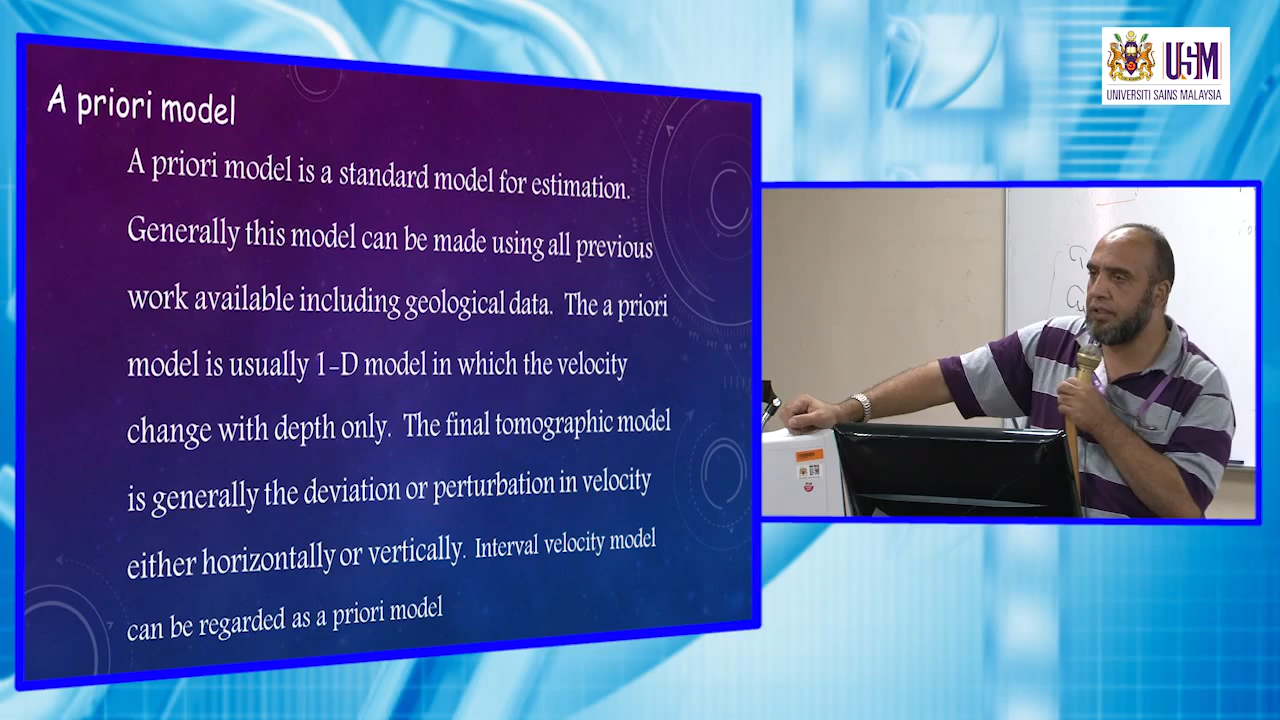 A priori model
A priori model is a standard model for estimation.
Generally this model can be made using all previous
work available including geological data. The a priori
model is usually 1-D model in which the velocity
change with depth only. The final tomographic model
is generally the deviation or perturbation in velocity
either horizontally or vertically. Interval velocity model
can be regarded as a priori model
USM
UNIVERSITI SAINS MALAYSIA